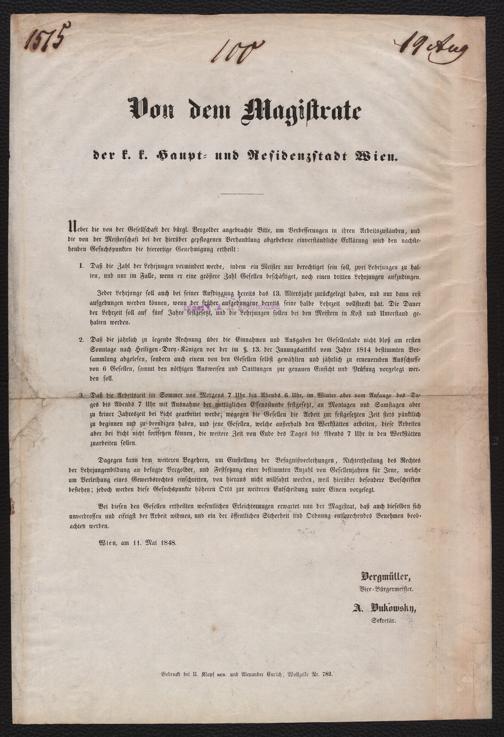 1575
100
19 Aug
Von dem Magistrate
der k. k. Haupt- und Residenzstadt Wien.
Ueber die von der Gesellschaft der bürgl. Vergolder angebrachte Bitte, um Verbesserungen in ihren Arbeitszuständen, und
die von der Meisterschaft bei der hierüber gepflogenen Verhandlung abgegebene einverständliche Erklärung wird den nachste-
henden Gesuchspunkten die hierortige Genehmigung ertheilt:
1. Daß die Zahl der Lehrjungen vermindert werde, indem ein Meister nur berechtiget sein soll, zwei Lehrjungen zu hal-
ten, und nur im Falle, wenn er eine grössere Zahl Gesellen beschäftiget, noch einen dritten Lehrjungen aufzudingen.
Jeder Lehrjunge soll auch bei seiner Aufdingung bereits das 13. Altersjahr zurückgelegt haben, und nur dann erst
aufgedungen werden können, wenn der früher aufgedungene bereits seine halbe Lehrzeit vollstreckt hat. Die Dauer
der Lehrzeit soll auf fünf Jahre festgesetzt, und die Lehrjungen sollen bei den Meistern in Kost und Unterstand ge-
halten werden.
2. Daß die jährlich zu legende Rechnung über die Einnahmen und Ausgaben der Gesellenlade nicht bloß am ersten
Sonntage nach Heiligen-Drey-Königen vor der im §. 13. der Innungsartikel vom Jahre 1814 bestimmten Ver-
sammlung abgelesen, sondern auch einem von den Gesellen selbst gewählten und jährlich zu erneuernden Ausschusse
von 6 Gesellen, sammt den nöthigen Ausweisen und Quittungen zur genauen Einsicht und Prüfung vorgelegt wer-
den soll.
3. Daß die Arbeitszeit im Sommer von Morgens 7 Uhr bis Abends 6 Uhr, im Winter aber vom Anfange des Ta-
ges bis Abends 7 Uhr mit Ausnahme der mittäglichen Essensstunde festgesetzt, an Montagen und Samstagen aber
zu keiner Jahreszeit bei Licht gearbeitet werde; wogegen die Gesellen die Arbeit zur festgesetzten Zeit stets pünktlich
zu beginnen und zu beendigen haben, und jene Gesellen, welche ausserhalb den Werkstätten arbeiten, diese Arbeiten
aber bei Licht nicht fortsetzen können, die weitere Zeit von Ende des Tages bis Abends 7 Uhr in den Werkstätten
zuarbeiten sollen.
Dagegen kann dem weiteren Begehren, um Einstellung der Befugnissverleihungen, Nichtertheilung des Rechtes
der Lehrjungenbildung an befugte Vergolder, und Festsetzung einer bestimmten Anzahl von Gesellenjahren für Jene, welche
um Verleihung eines Gewerbsrechtes einschreiten, von hieraus nicht willfahrt werden, weil hierüber besondere Vorschriften
bestehen; jedoch werden diese Gesuchspunkte höhern Orts zur weiteren Entscheidung unter Einem vorgelegt.
Bei diesen den Gesellen ertheilten wesentlichen Erleichterungen erwartet nun der Magistrat, daß auch dieselben sich
unverdrossen und eifrigst der Arbeit widmen, und ein der öffentlichen Sicherheit und Ordnung entsprechendes Benehmen beob-
achten werden.
Wien, am 11. Mai 1848.
Bergmüller,
Vice-Bürgermeister.
A. Bukowsky,
Sekretär.
Gedruckt bei U. Klopf sen. und Alexander Eurich, Wollzeile Nr. 782.